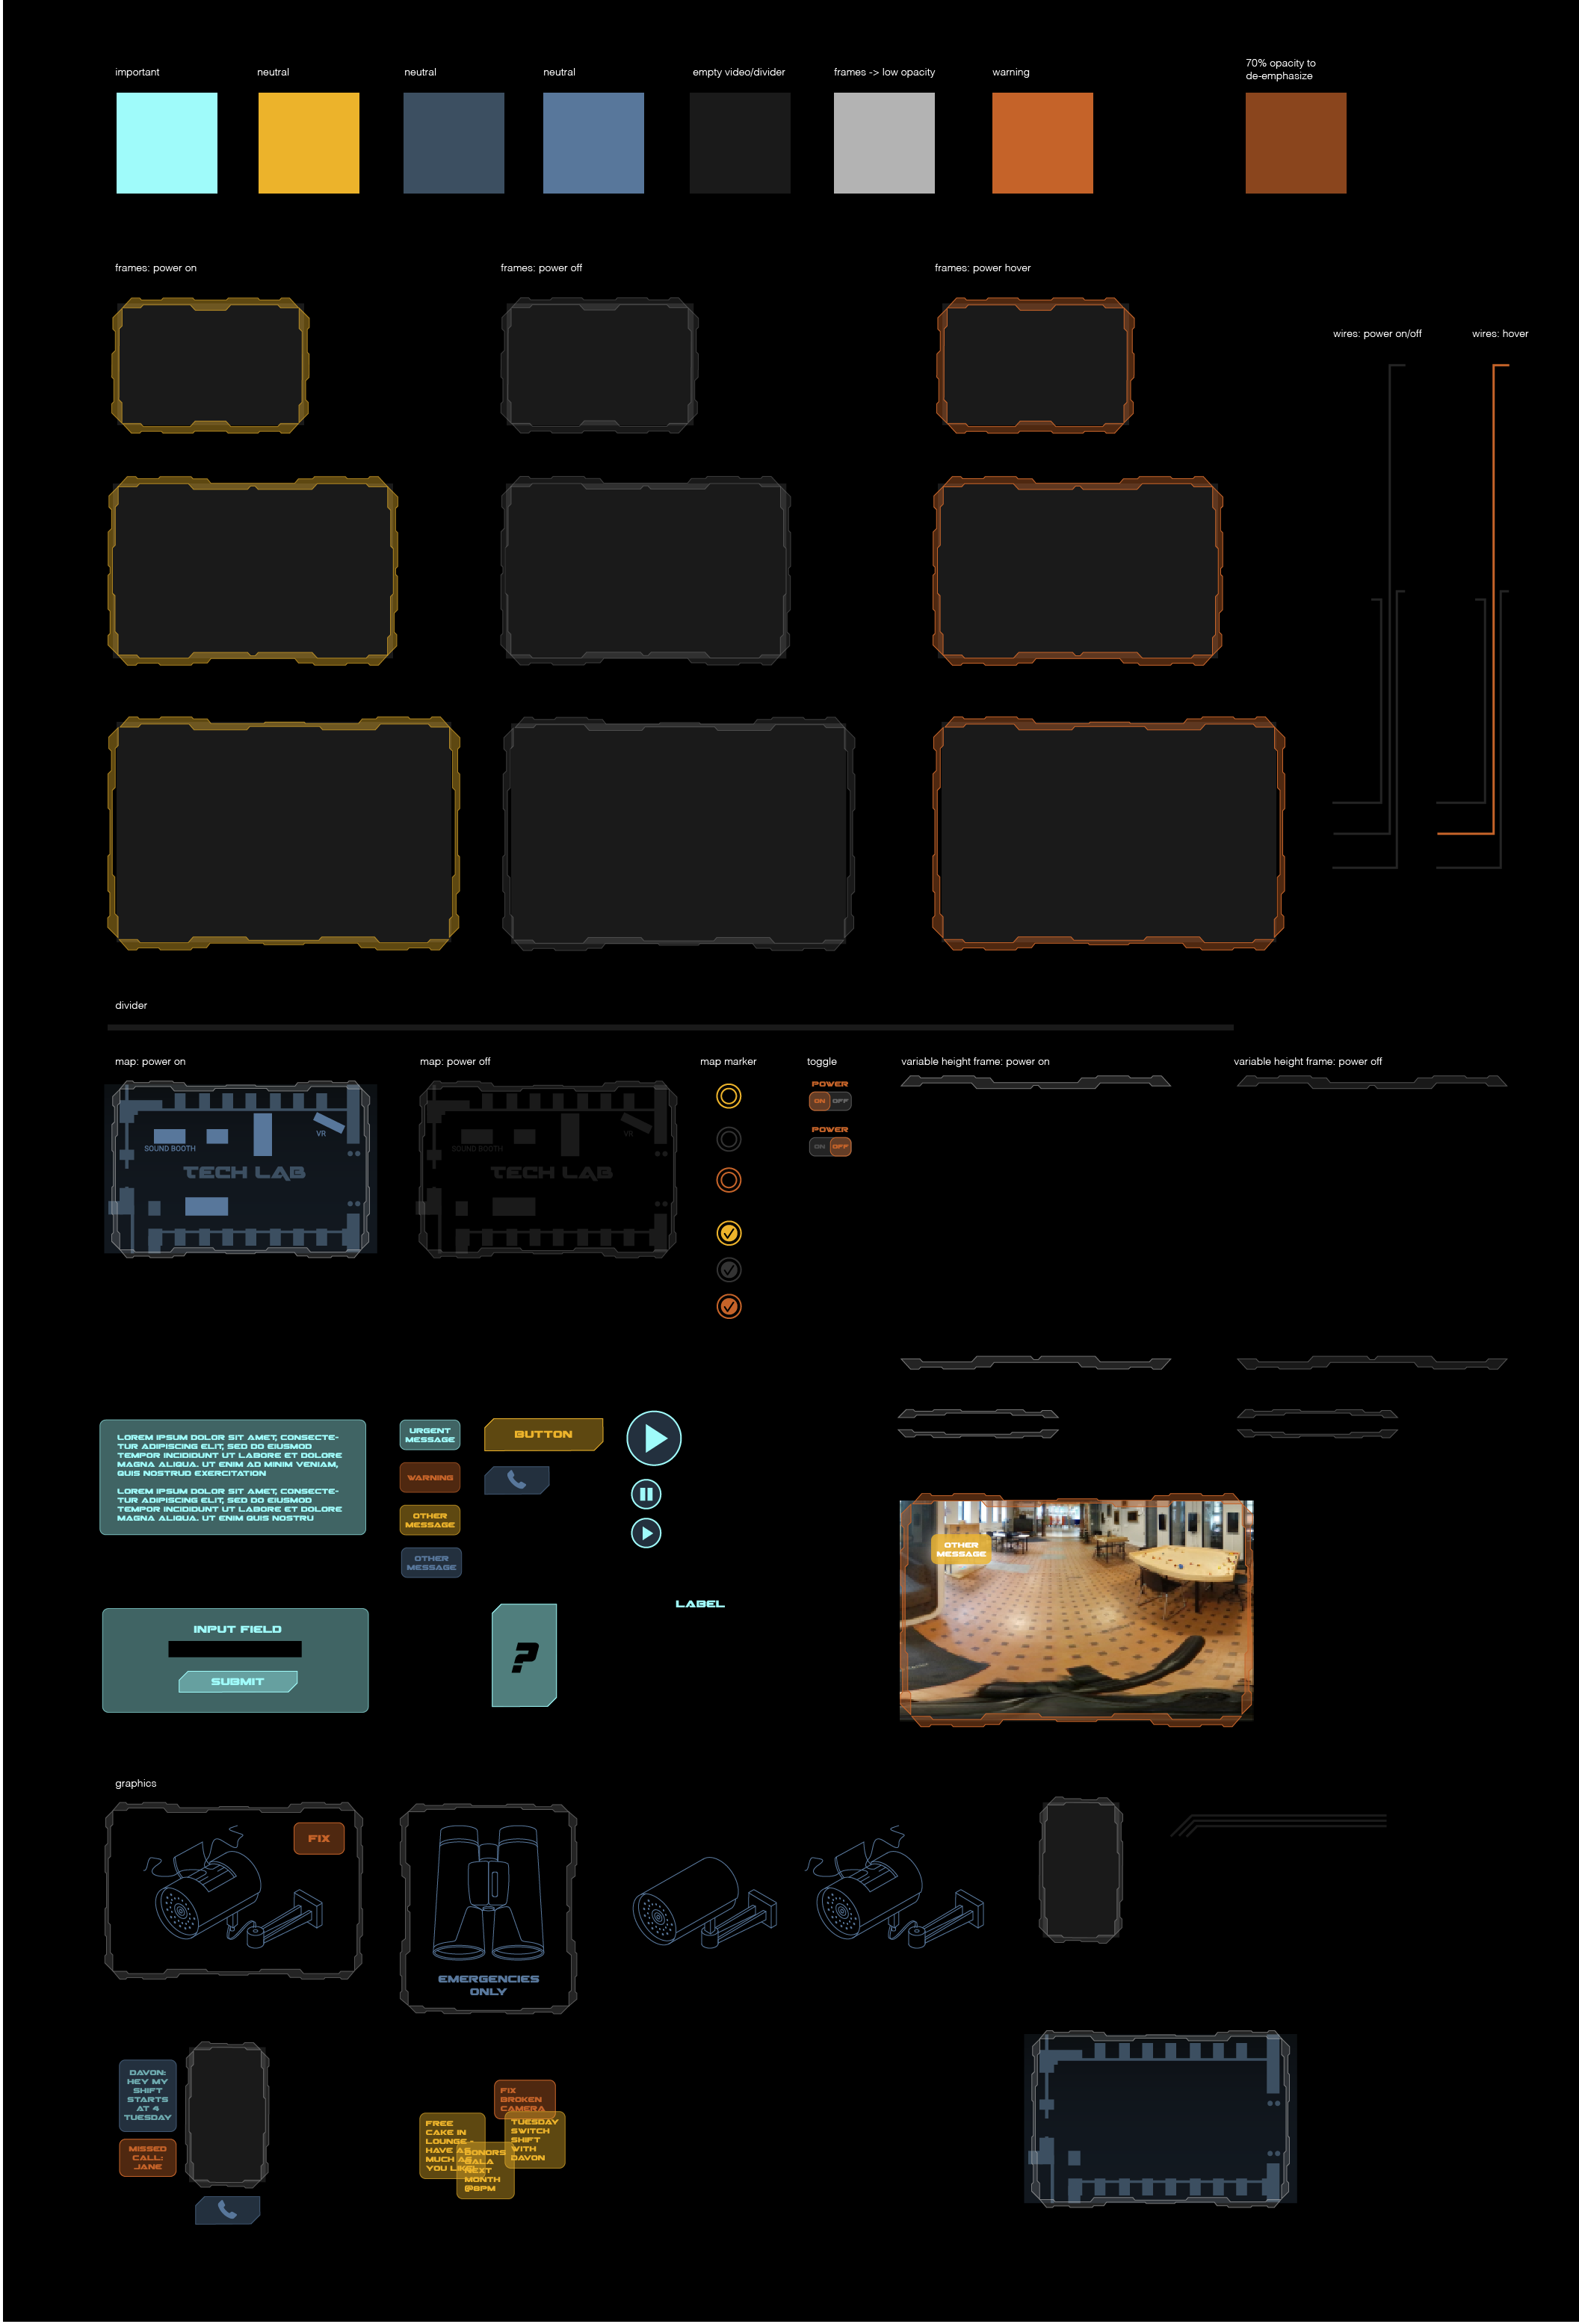 important
neutral
neutral
neutral
empty video/divider
frames -> low opacity
warning
70% opacity to
de-emphasize
frames: power on
frames: power off
frames: power hover
wires: power on/off
wires: hover
divider
map: power on
map: power off
map marker
toggle
variable height frame: power on
variable height frame: power off
POWER
ON OFF
POWER
ON OFF
VR
SOUND BOOTH
TECH LAB
VR
SOUND BOOTH
TECH LAB
LOREM IPSUM DOLOR SIT AMET, CONSECTE-
TUR ADIPISCING ELIT, SED DO EIUSMOD
TEMPOR INCIDIDUNT UT LABORE ET DOLORE
MAGNA ALIQUA. UT ENIM AD MINIM VENIAM,
QUIS NOSTRUD EXERCITATION
LOREM IPSUM DOLOR SIT AMET, CONSECTE-
TUR ADIPISCING ELIT, SED DO EIUSMOD
TEMPOR INCIDIDUNT UT LABORE ET DOLORE
MAGNA ALIQUA. UT ENIM QUIS NOSTRU
URGENT
MESSAGE
WARNING
OTHER
MESSAGE
OTHER
MESSAGE
BUTTON
OTHER
MESSAGE
INPUT FIELD
SUBMIT
?
LABEL
graphics
FIX
EMERGENCIES
ONLY
DAVON:
HEY MY
SHIFT
STARTS
AT 4
TUESDAY
MISSED
CALL:
JANE
FIX
BROKEN
CAMERA
FREE
CAKE IN
LOUNGE -
HAVE AS
MUCH AS
YOU LIKE!
TUESDAY
SWITCH
SHIFT
WITH
DAVON
DONORS
GALA
NEXT
MONTH
@8PM